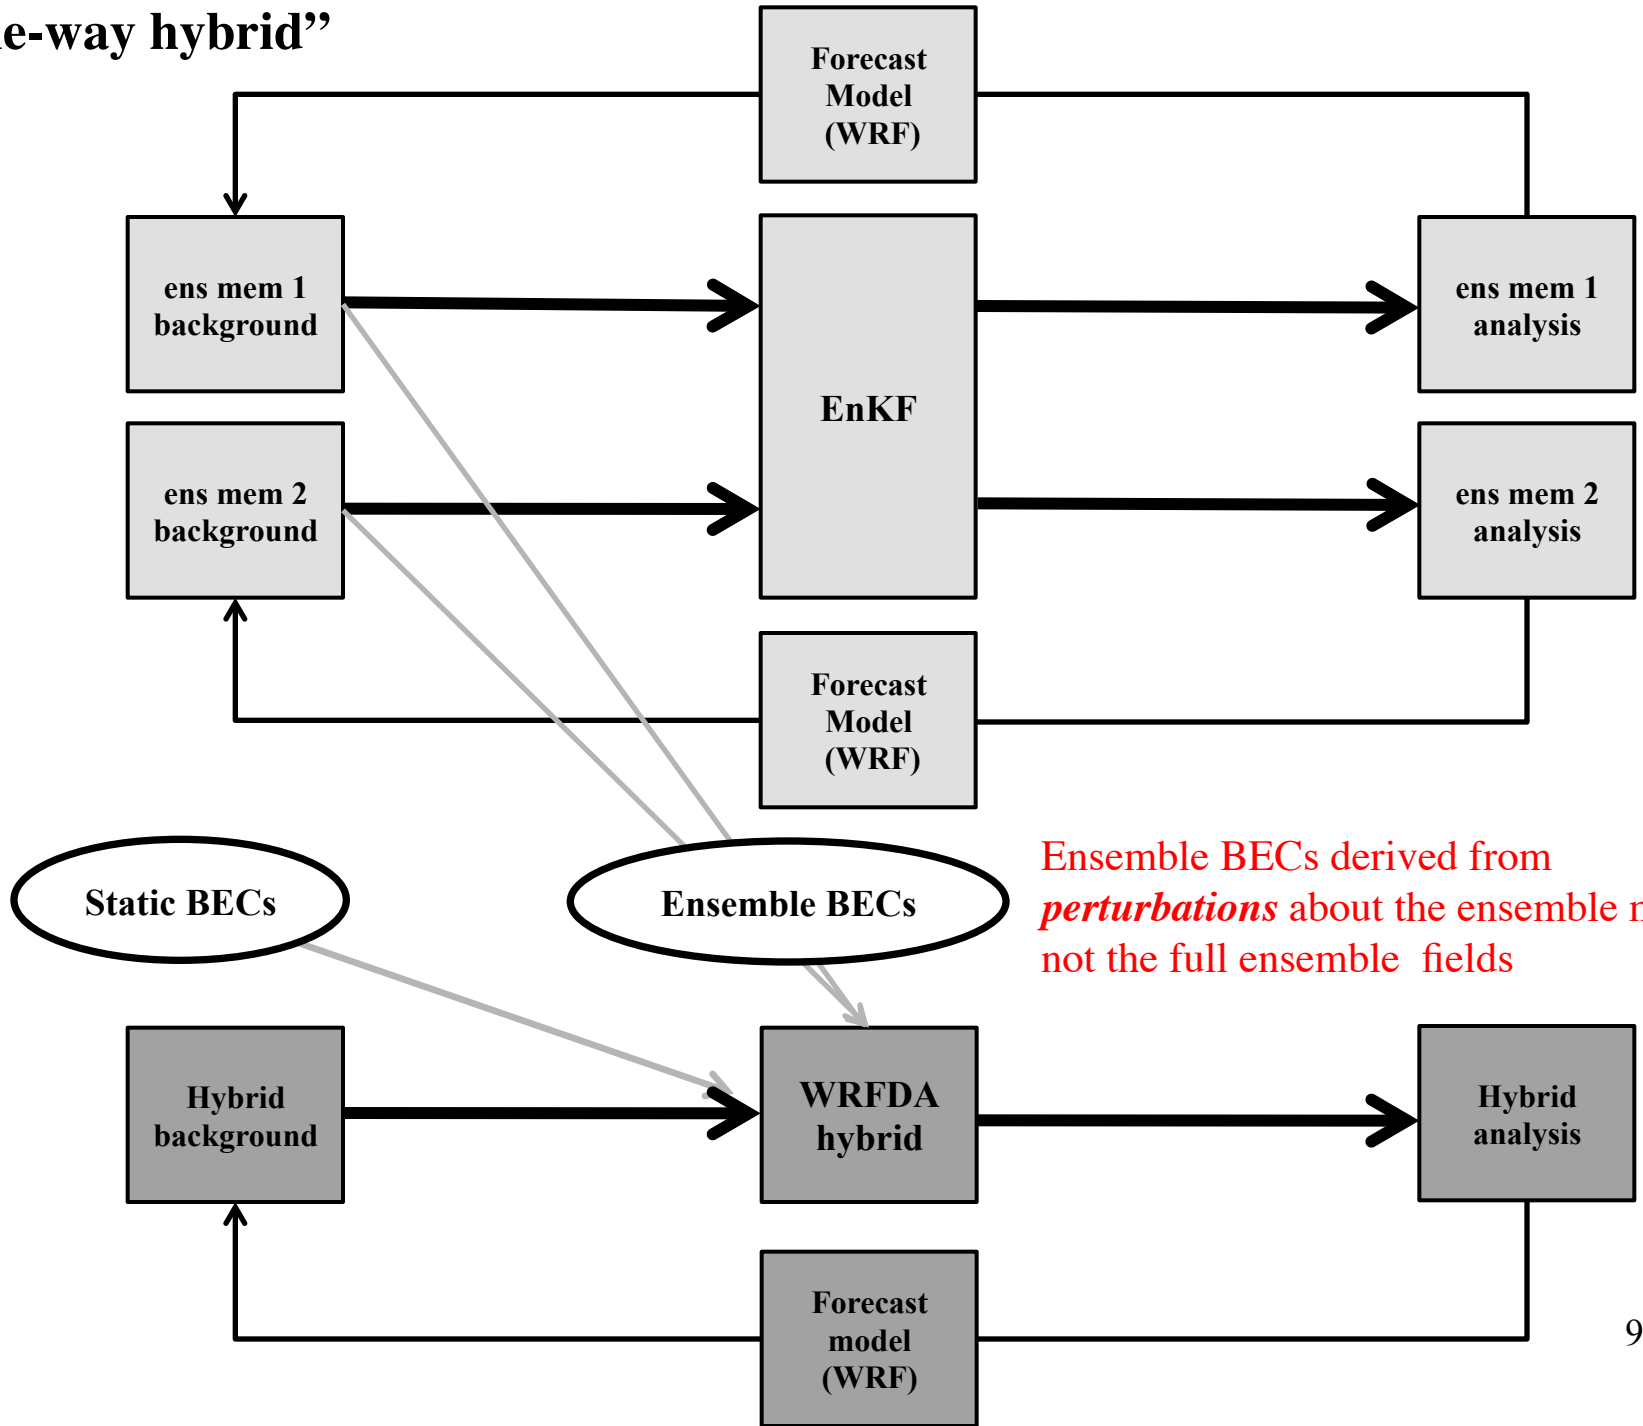 hybrid”
Forecast
Model
(WRF)
ens mem 1
background
ens mem 1
analysis
EnKF
ens mem 2
background
ens mem 2
analysis
Forecast
Model
(WRF)
Static BECs
Ensemble BECs
Ensemble BECs derived from
perturbations about the ensemble
not the full ensemble fields
Hybrid
background
WRFDA
hybrid
Hybrid
analysis
Forecast
model
(WRF)
9